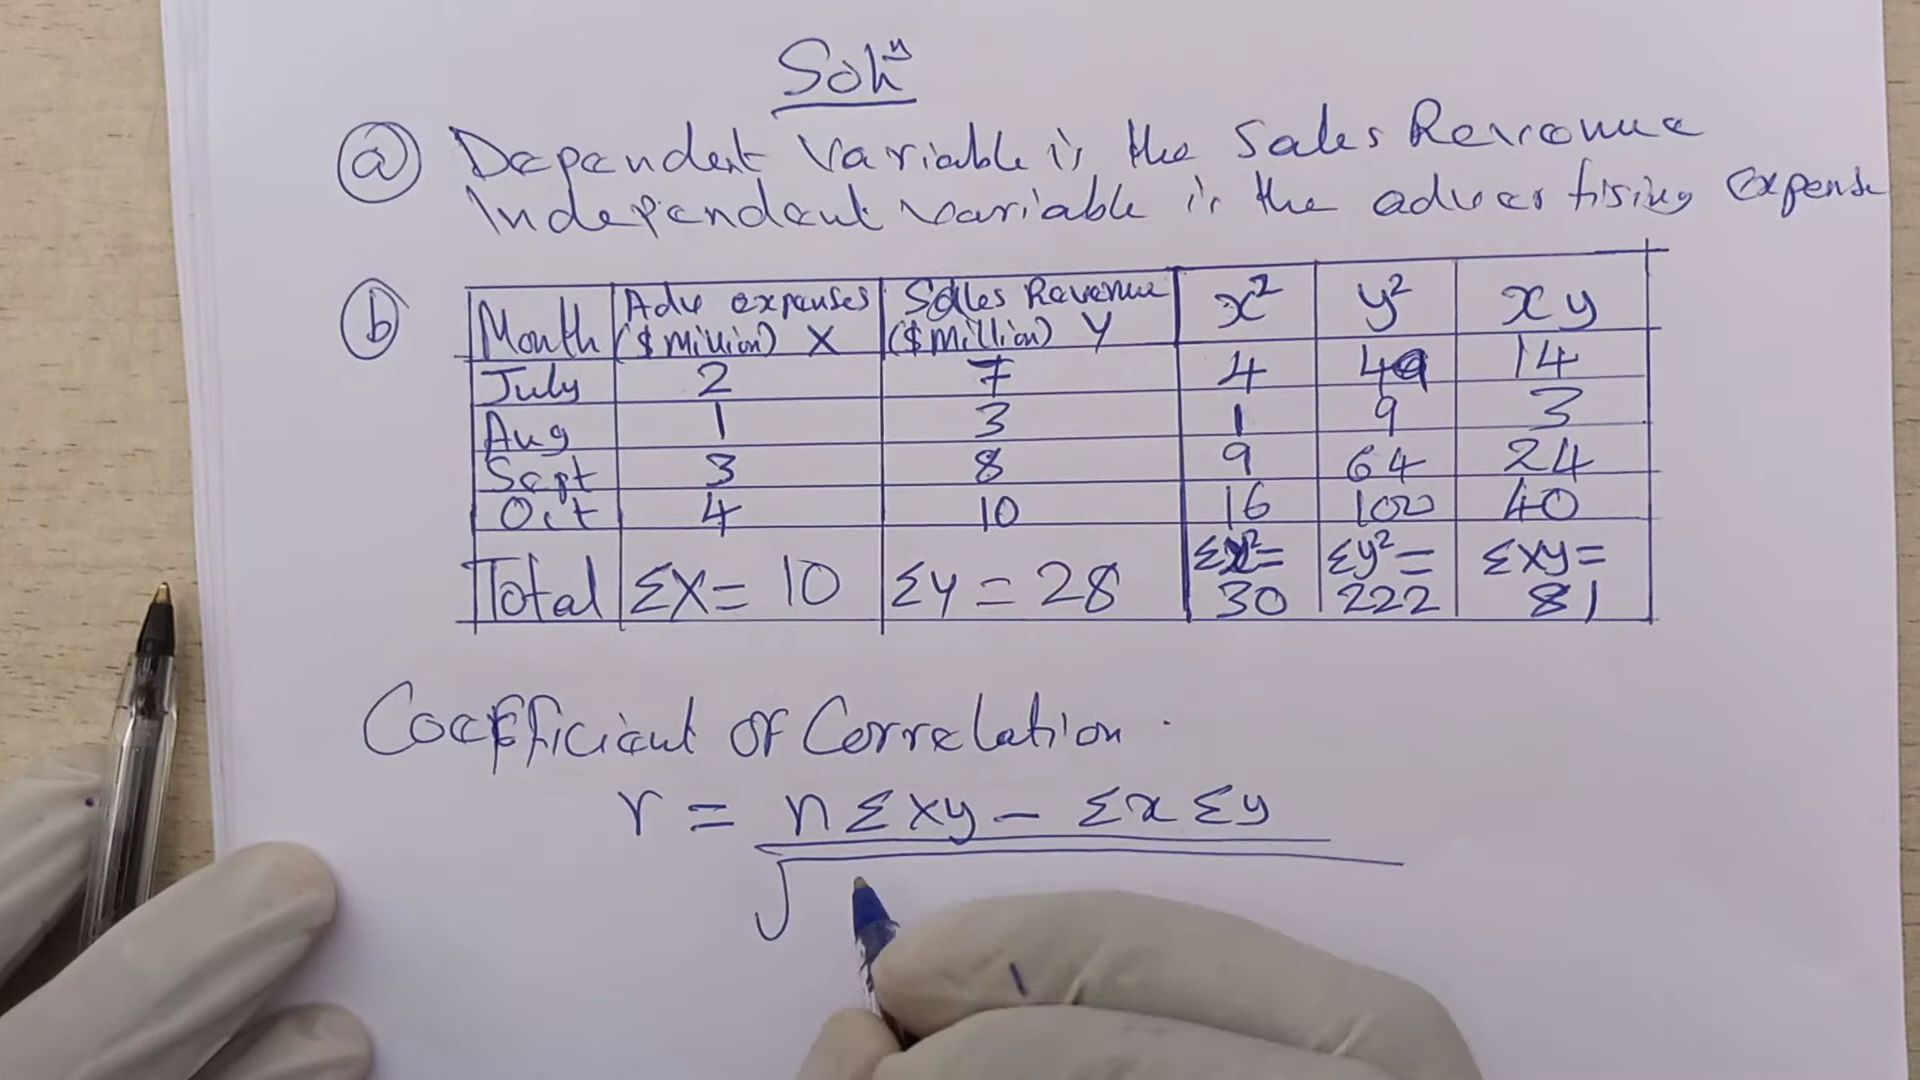 Solⁿ
(a) Dependent Variable is the Sales Revenue
Independent variable is the advertising expense
(b)
Month | Adv expenses ($ million) X | Sales Revenue ($ million) Y | x² | y² | xy
July | 2 | 7 | 4 | 49 | 14
Aug | 1 | 3 | 1 | 9 | 3
Sept | 3 | 8 | 9 | 64 | 24
Oct | 4 | 10 | 16 | 100 | 40
Total | Σx = 10 | Σy = 28 | Σx² = 30 | Σy² = 222 | Σxy = 81
Coefficient of Correlation
r = nΣxy − ΣxΣy
√